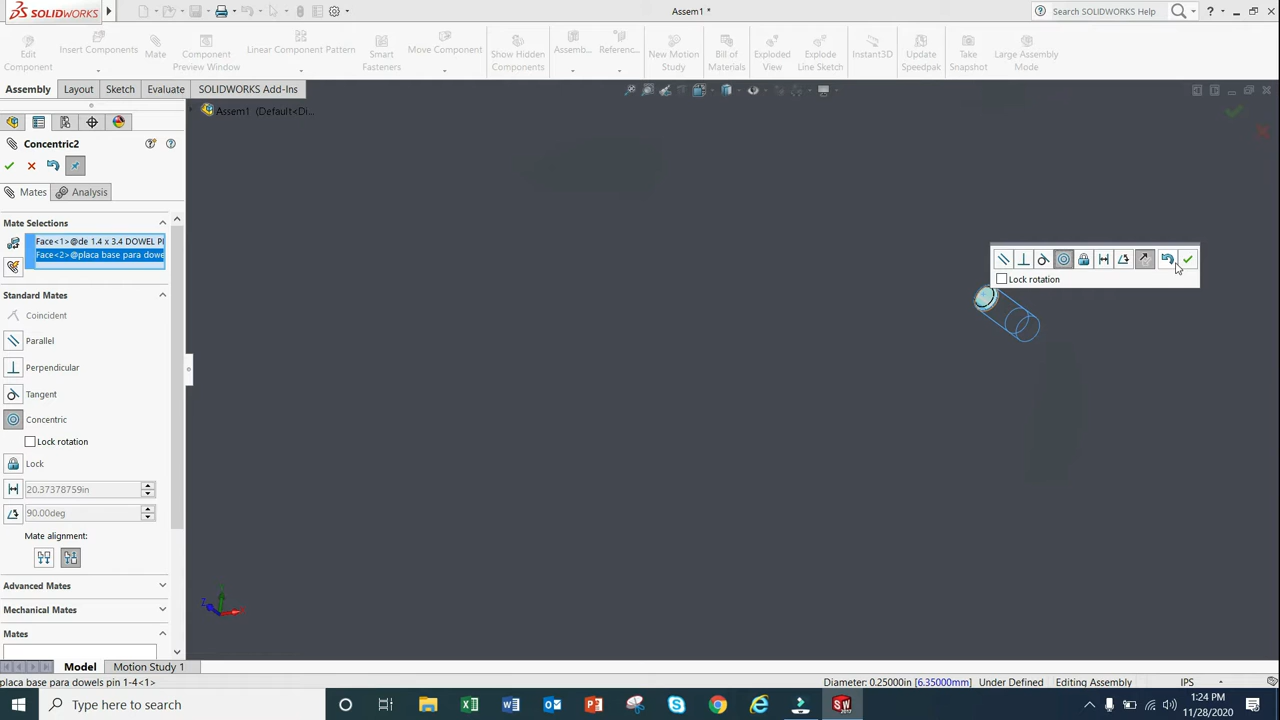 SOLIDWORKS
Assem1 *
Search SOLIDWORKS Help
Edit Component
Insert Components
Mate
Component Preview Window
Linear Component Pattern
Smart Fasteners
Move Component
Show Hidden Components
Assemb...
Referenc...
New Motion Study
Bill of Materials
Exploded View
Explode Line Sketch
Instant3D
Update Speedpak
Take Snapshot
Large Assembly Mode
Assembly
Layout
Sketch
Evaluate
SOLIDWORKS Add-Ins
Assem1 (Default<Di...
Concentric2
Mates
Analysis
Mate Selections
Face<1>@de 1.4 x 3.4 DOWEL PI
Face<2>@placa base para dowe
Lock rotation
Standard Mates
Coincident
Parallel
Perpendicular
Tangent
Concentric
Lock rotation
Lock
20.37378759in
90.00deg
Mate alignment:
Advanced Mates
Mechanical Mates
Mates
Model
Motion Study 1
placa base para dowels pin 1-4<1>
Diameter: 0.25000in [6.35000mm]
Under Defined
Editing Assembly
IPS
Type here to search
SW
2017
1:24 PM
11/28/2020